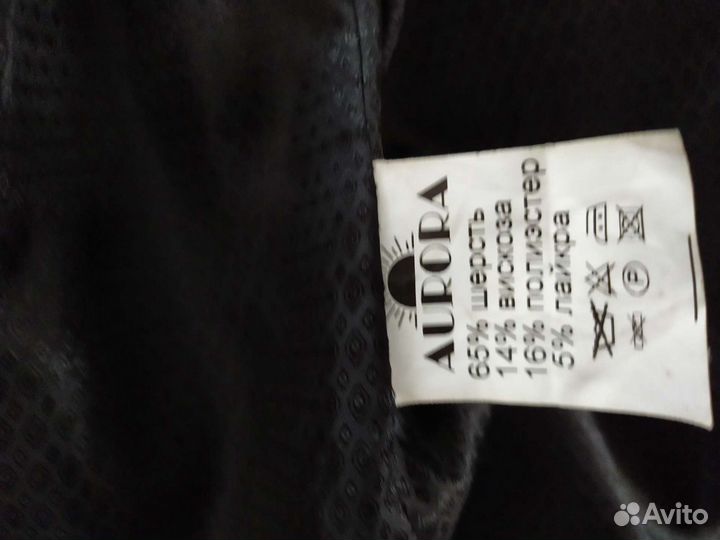 AURORA
65% шерсть
14% вискоза
16% полиэстер
5% лайкра
P
Avito